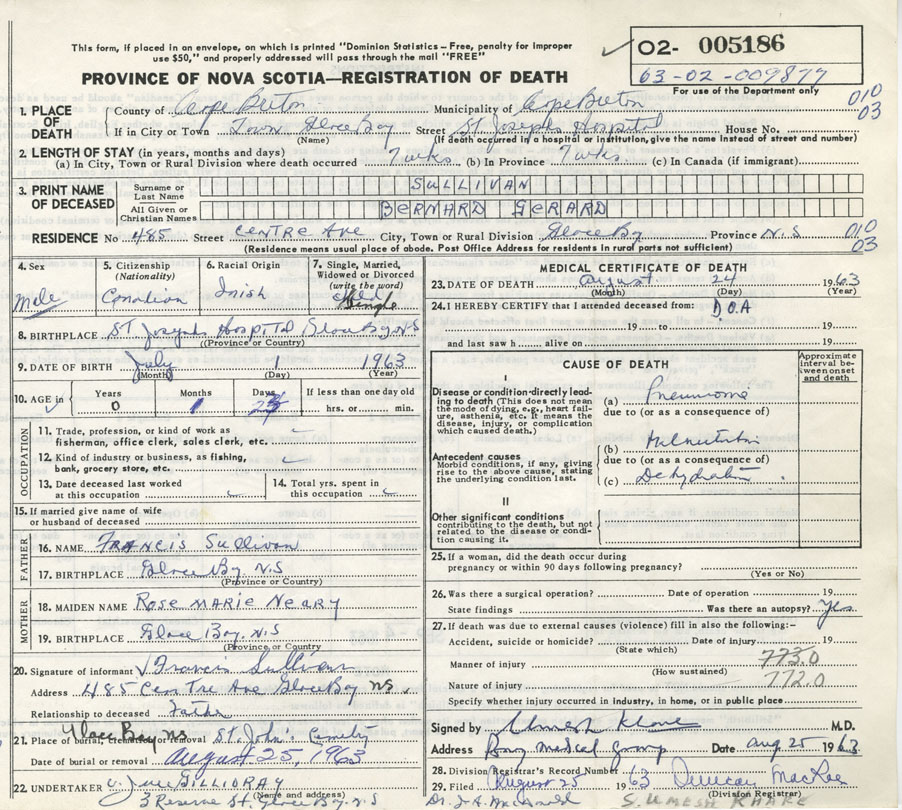 This form, if placed in an envelope, on which is printed "Dominion Statistics – Free, penalty for improper
use $50," and properly addressed will pass through the mail "FREE"
02- 005186
63-02-009877
For use of the Department only
PROVINCE OF NOVA SCOTIA—REGISTRATION OF DEATH
010
03
1. PLACE OF DEATH
County of Cape Breton Municipality of Cape Breton
If in City or Town Town Glace Bay Street St. Josephs Hospital House No.
(Name) (If death occurred in a hospital or institution, give the name instead of street and number)
2. LENGTH OF STAY (in years, months and days)
(a) In City, Town or Rural Division where death occurred 7 wks. (b) In Province 7 wks. (c) In Canada (if immigrant)
3. PRINT NAME OF DECEASED
Surname or Last Name SULLIVAN
All Given or Christian Names BERNARD GERARD
RESIDENCE No 485 Street CENTRE Ave City, Town or Rural Division Glace Bay Province N.S
010
03
(Residence means usual place of abode. Post Office Address for residents in rural parts not sufficient)
4. Sex
Male
5. Citizenship (Nationality)
Canadian
6. Racial Origin
Irish
7. Single, Married, Widowed or Divorced (write the word)
Single
8. BIRTHPLACE ST Josephs Hospital Glace Bay N.S
(Province or Country)
9. DATE OF BIRTH July 1 1963
(Month) (Day) (Year)
10. AGE in
Years 0
Months 1
Days
If less than one day old
hrs. or min.
OCCUPATION
11. Trade, profession, or kind of work as
fisherman, office clerk, sales clerk, etc.
12. Kind of industry or business, as fishing,
bank, grocery store, etc.
13. Date deceased last worked
at this occupation
14. Total yrs. spent in
this occupation
15. If married give name of wife
or husband of deceased
FATHER
16. NAME FRANCIS Sullivan
17. BIRTHPLACE Glace Bay N.S
(Province or Country)
MOTHER
18. MAIDEN NAME Rose MARIE Neary
19. BIRTHPLACE Glace Bay. N.S
(Province or Country)
20. Signature of informant Francis Sullivan
Address 485 Centre Ave Glace Bay NS.
Relationship to deceased Father
21. Place of burial, cremation or removal Glace Bay NS ST. John's Cemetry
Date of burial or removal August 25, 1963
22. UNDERTAKER
(Name and address)
3 Reserve St. Glace Bay N.S
MEDICAL CERTIFICATE OF DEATH
23. DATE OF DEATH August 24 1963
(Month) (Day) (Year)
24. I HEREBY CERTIFY that I attended deceased from: D.O.A
19 to 19
and last saw h alive on 19
CAUSE OF DEATH
Approximate interval between onset and death
I
Disease or condition directly leading to death (This does not mean
the mode of dying, e.g., heart failure, asthenia, etc. It means the
disease, injury, or complication which caused death.)
(a) Pneumonia
due to (or as a consequence of)
Antecedent causes
Morbid conditions, if any, giving
rise to the above cause, stating
the underlying condition last.
(b) Malnutrition
due to (or as a consequence of)
(c) Dehydration
II
Other significant conditions
contributing to the death, but not
related to the disease or condition causing it.
25. If a woman, did the death occur during
pregnancy or within 90 days following pregnancy?
(Yes or No)
26. Was there a surgical operation? Date of operation 19
State findings Was there an autopsy? Yes.
27. If death was due to external causes (violence) fill in also the following:–
Accident, suicide or homicide? Date of injury 19
(State which)
Manner of injury 773.0
(How sustained)
Nature of injury 772.0
Specify whether injury occurred in industry, in home, or in public place
Signed by Umesh Khare M.D.
Address Bay Medical Group Date Aug 25 1963
28. Division Registrar's Record Number
29. Filed August 25 1963 Duncan MacRae
(Division Registrar)
Dr. J.A. McDonald S. UMESH KHARE